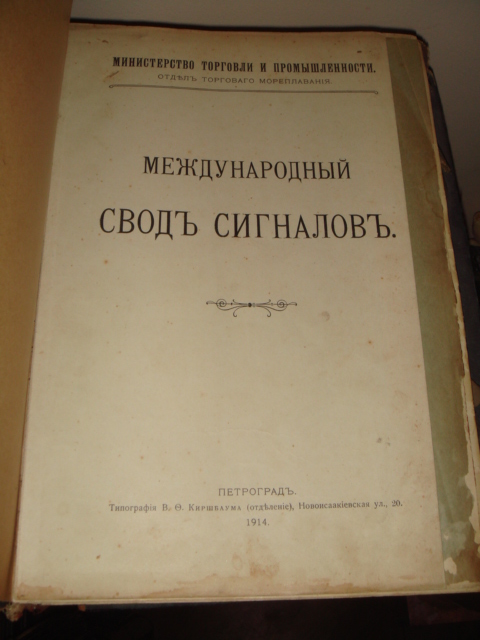 МИНИСТЕРСТВО ТОРГОВЛИ И ПРОМЫШЛЕННОСТИ.
ОТДѢЛЪ ТОРГОВАГО МОРЕПЛАВАНІЯ.
МЕЖДУНАРОДНЫЙ
СВОДЪ СИГНАЛОВЪ.
ПЕТРОГРАДЪ.
Типографія В. Ѳ. Киршбаума (отдѣленіе), Новоисаакіевская ул., 20.
1914.